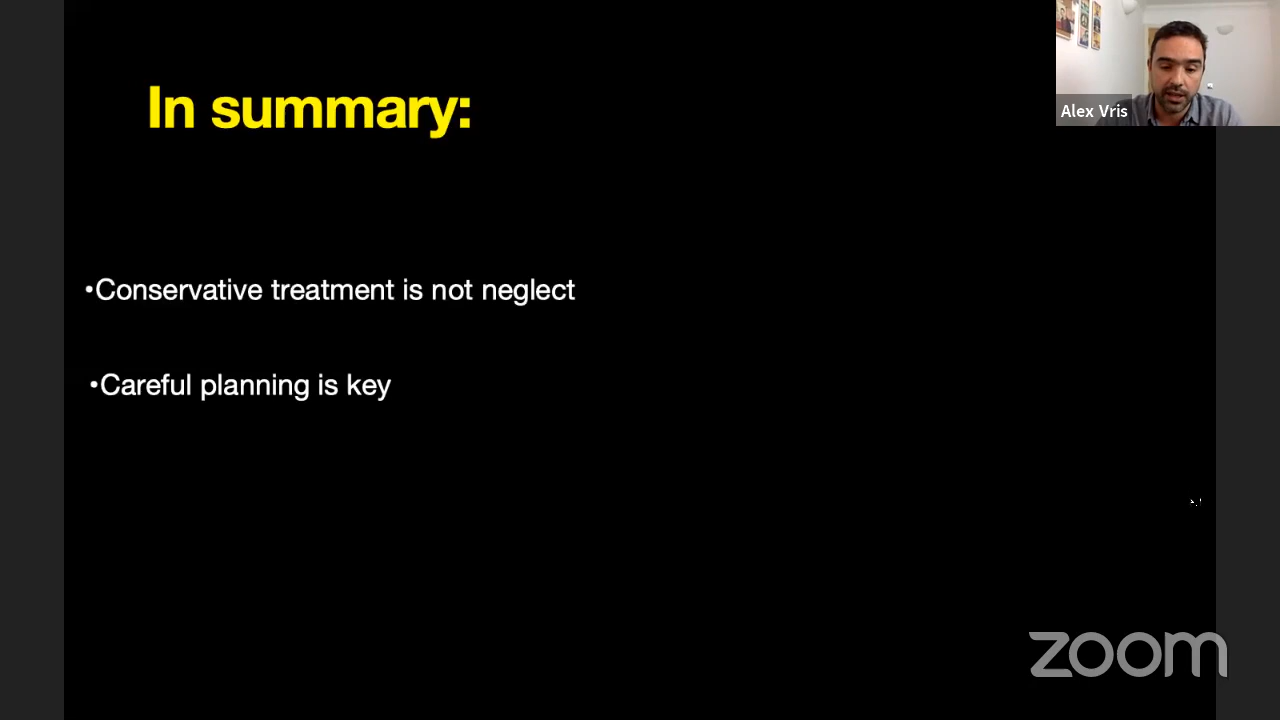 In summary:
Alex Vris
•Conservative treatment is not neglect
•Careful planning is key
zoom